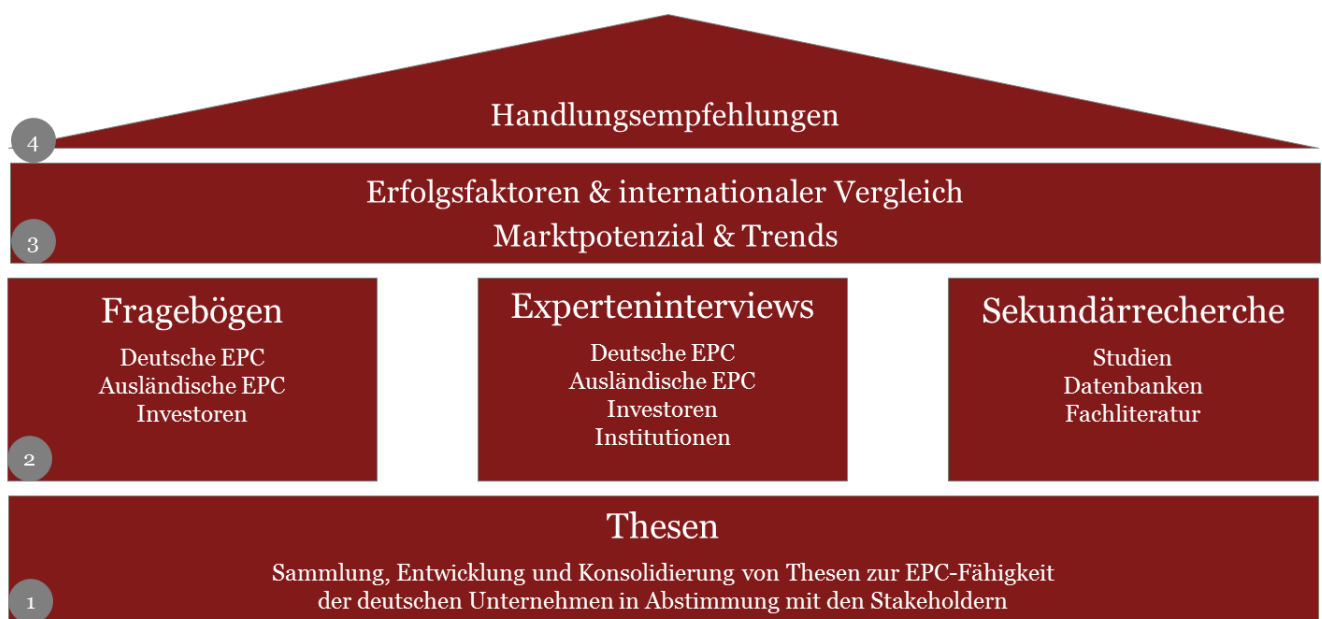 Handlungsempfehlungen
4
Erfolgsfaktoren & internationaler Vergleich
Marktpotenzial & Trends
3
Fragebögen
Deutsche EPC
Ausländische EPC
Investoren
2
Experteninterviews
Deutsche EPC
Ausländische EPC
Investoren
Institutionen
Sekundärrecherche
Studien
Datenbanken
Fachliteratur
Thesen
Sammlung, Entwicklung und Konsolidierung von Thesen zur EPC-Fähigkeit
der deutschen Unternehmen in Abstimmung mit den Stakeholdern
1